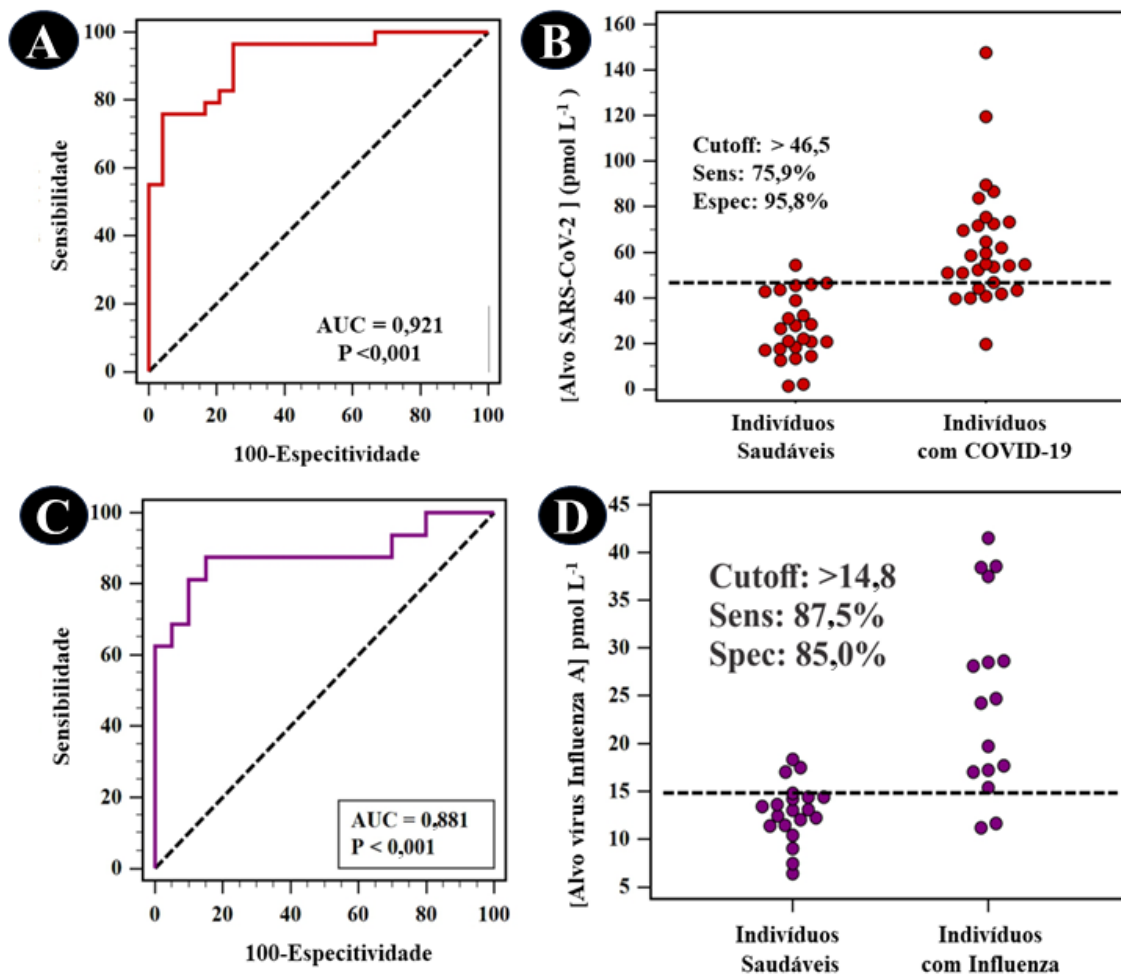 A
100
80
60
40
20
0
Sensibilidade
AUC = 0,921
P <0,001
0
20
40
60
80
100
100-Especitividade
B
160
140
120
100
80
60
40
20
0
[Alvo SARS-CoV-2 ] (pmol L-1 )
Cutoff: > 46,5
Sens: 75,9%
Espec: 95,8%
Indivíduos
Saudáveis
Indivíduos
com COVID-19
C
100
80
60
40
20
0
Sensibilidade
AUC = 0,881
P < 0,001
0
20
40
60
80
100
100-Especitividade
D
45
40
35
30
25
20
15
10
5
[Alvo vírus Influenza A] pmol L-1
Cutoff: >14,8
Sens: 87,5%
Spec: 85,0%
Indivíduos
Saudáveis
Indivíduos
com Influenza